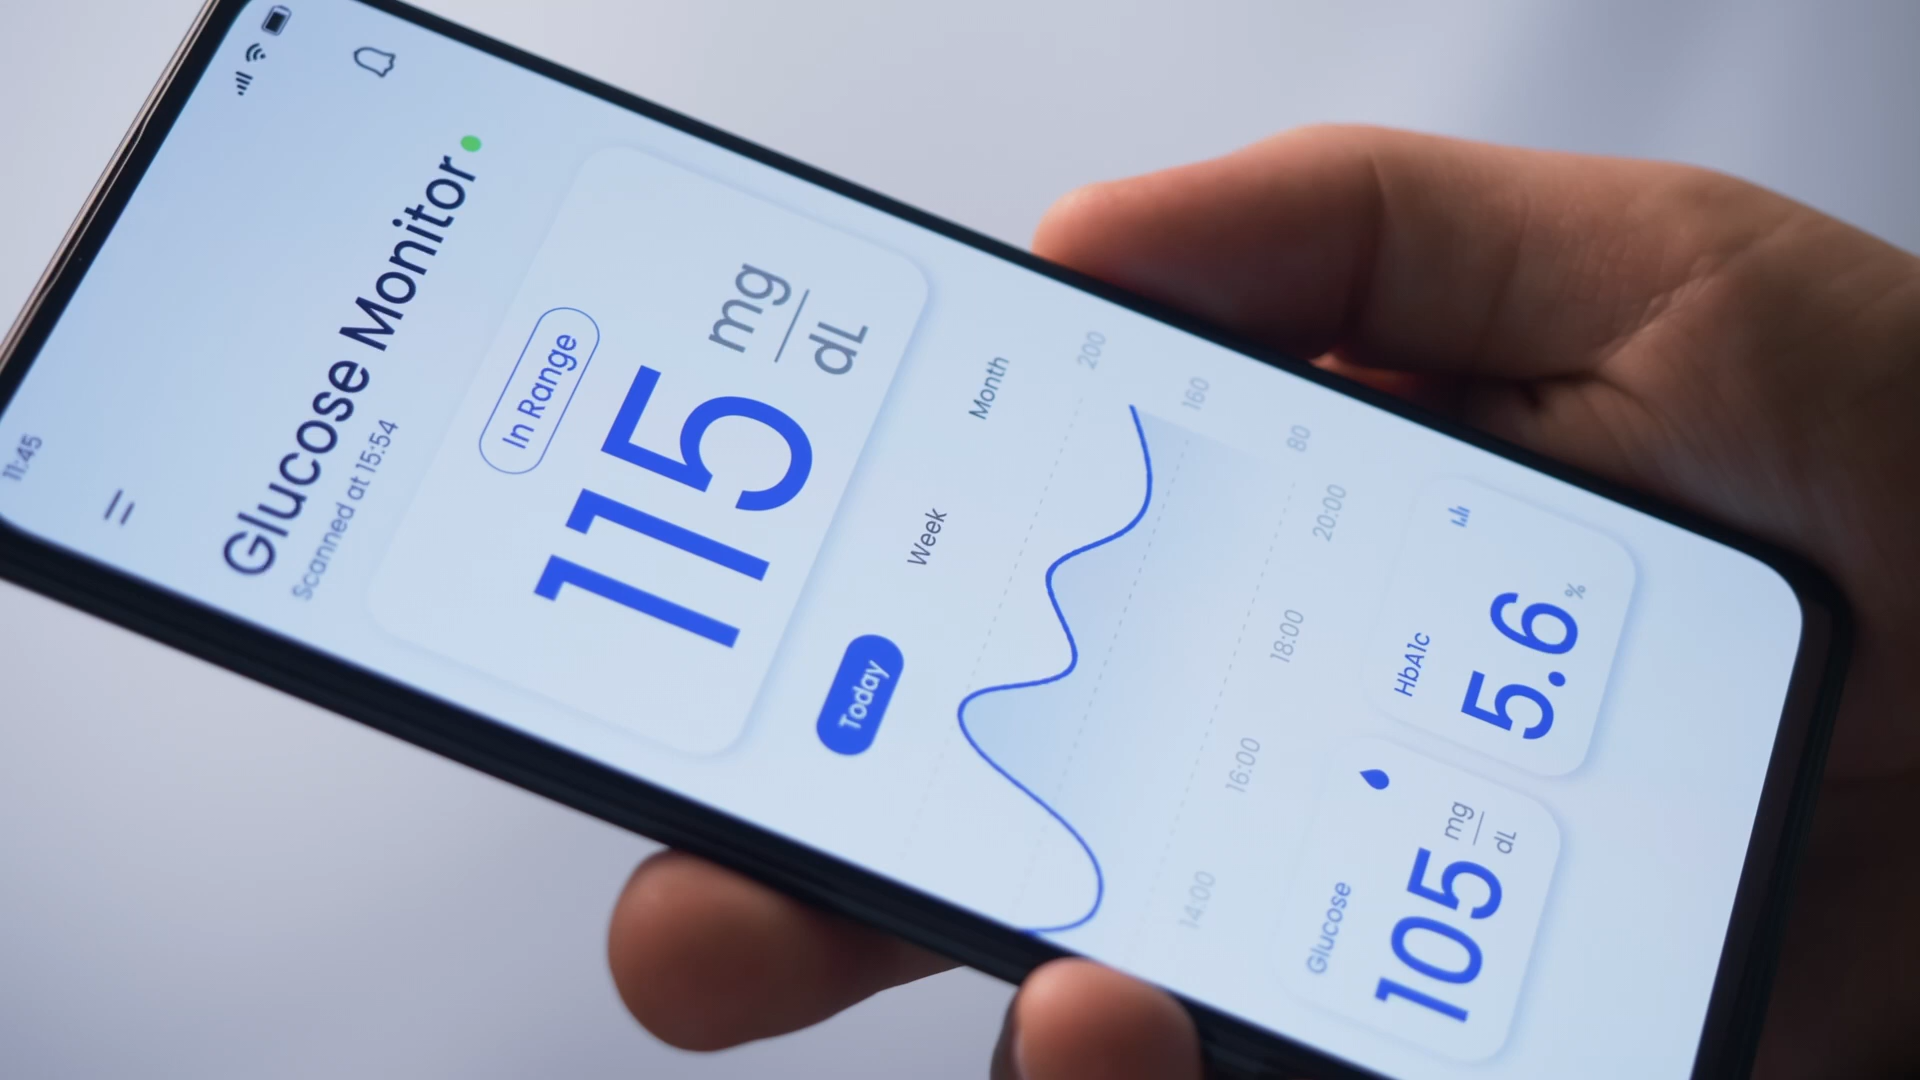 11:45
Glucose Monitor
Scanned at 15:54
In Range
115 mg/dL
Today Week Month
200
160
80
14:00 16:00 18:00 20:00
Glucose
105 mg/dL
HbA1c
5.6 %